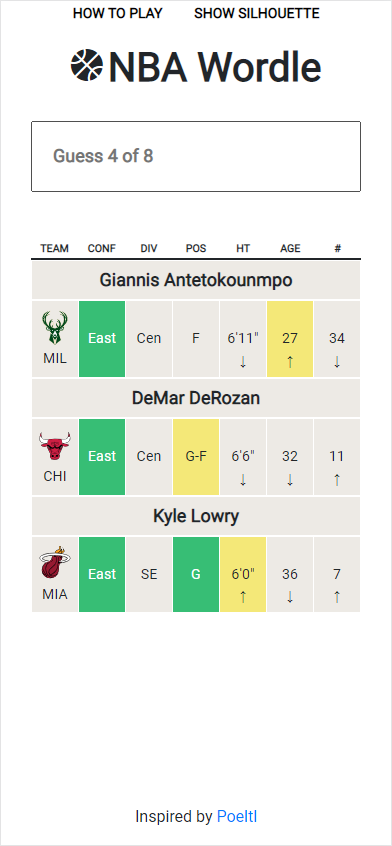 HOW TO PLAY SHOW SILHOUETTE
NBA Wordle
Guess 4 of 8
TEAM CONF DIV POS HT AGE #
Giannis Antetokounmpo
MIL East Cen F 6'11" ↓ 27 ↑ 34 ↓
DeMar DeRozan
CHI East Cen G-F 6'6" ↓ 32 ↓ 11 ↑
Kyle Lowry
MIA East SE G 6'0" ↑ 36 ↓ 7 ↑
Inspired by Poeltl